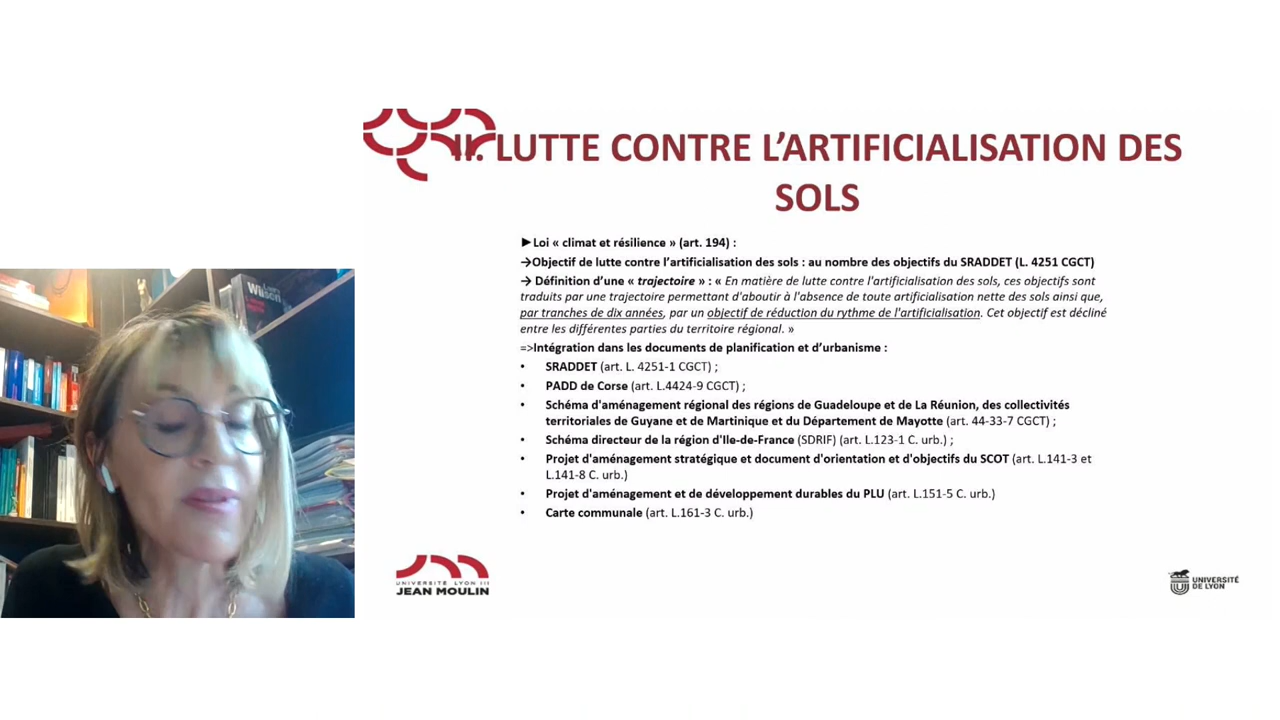 II. LUTTE CONTRE L’ARTIFICIALISATION DES
SOLS
►Loi « climat et résilience » (art. 194) :
→Objectif de lutte contre l’artificialisation des sols : au nombre des objectifs du SRADDET (L. 4251 CGCT)
→ Définition d’une « trajectoire » : « En matière de lutte contre l'artificialisation des sols, ces objectifs sont
traduits par une trajectoire permettant d'aboutir à l'absence de toute artificialisation nette des sols ainsi que,
par tranches de dix années, par un objectif de réduction du rythme de l'artificialisation. Cet objectif est décliné
entre les différentes parties du territoire régional. »
=>Intégration dans les documents de planification et d’urbanisme :
• SRADDET (art. L. 4251-1 CGCT) ;
• PADD de Corse (art. L.4424-9 CGCT) ;
• Schéma d'aménagement régional des régions de Guadeloupe et de La Réunion, des collectivités
territoriales de Guyane et de Martinique et du Département de Mayotte (art. 44-33-7 CGCT) ;
• Schéma directeur de la région d'Ile-de-France (SDRIF) (art. L.123-1 C. urb.) ;
• Projet d'aménagement stratégique et document d'orientation et d'objectifs du SCOT (art. L.141-3 et
L.141-8 C. urb.)
• Projet d'aménagement et de développement durables du PLU (art. L.151-5 C. urb.)
• Carte communale (art. L.161-3 C. urb.)
Wilson
UNIVERSITÉ LYON III
JEAN MOULIN
UNIVERSITÉ
DE LYON